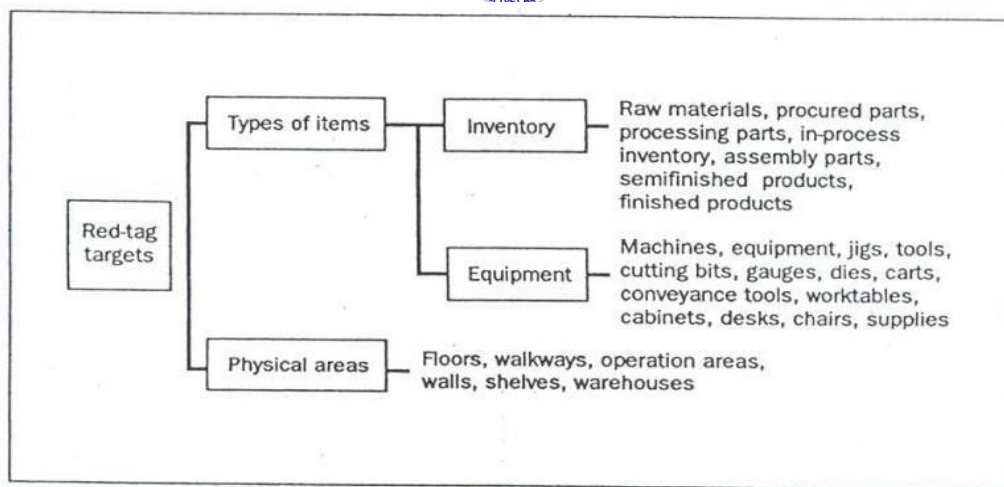 Red-tag
targets
Types of items
Inventory
Raw materials, procured parts,
processing parts, in-process
inventory, assembly parts,
semifinished products,
finished products
Equipment
Machines, equipment, jigs, tools,
cutting bits, gauges, dies, carts,
conveyance tools, worktables,
cabinets, desks, chairs, supplies
Physical areas
Floors, walkways, operation areas,
walls, shelves, warehouses